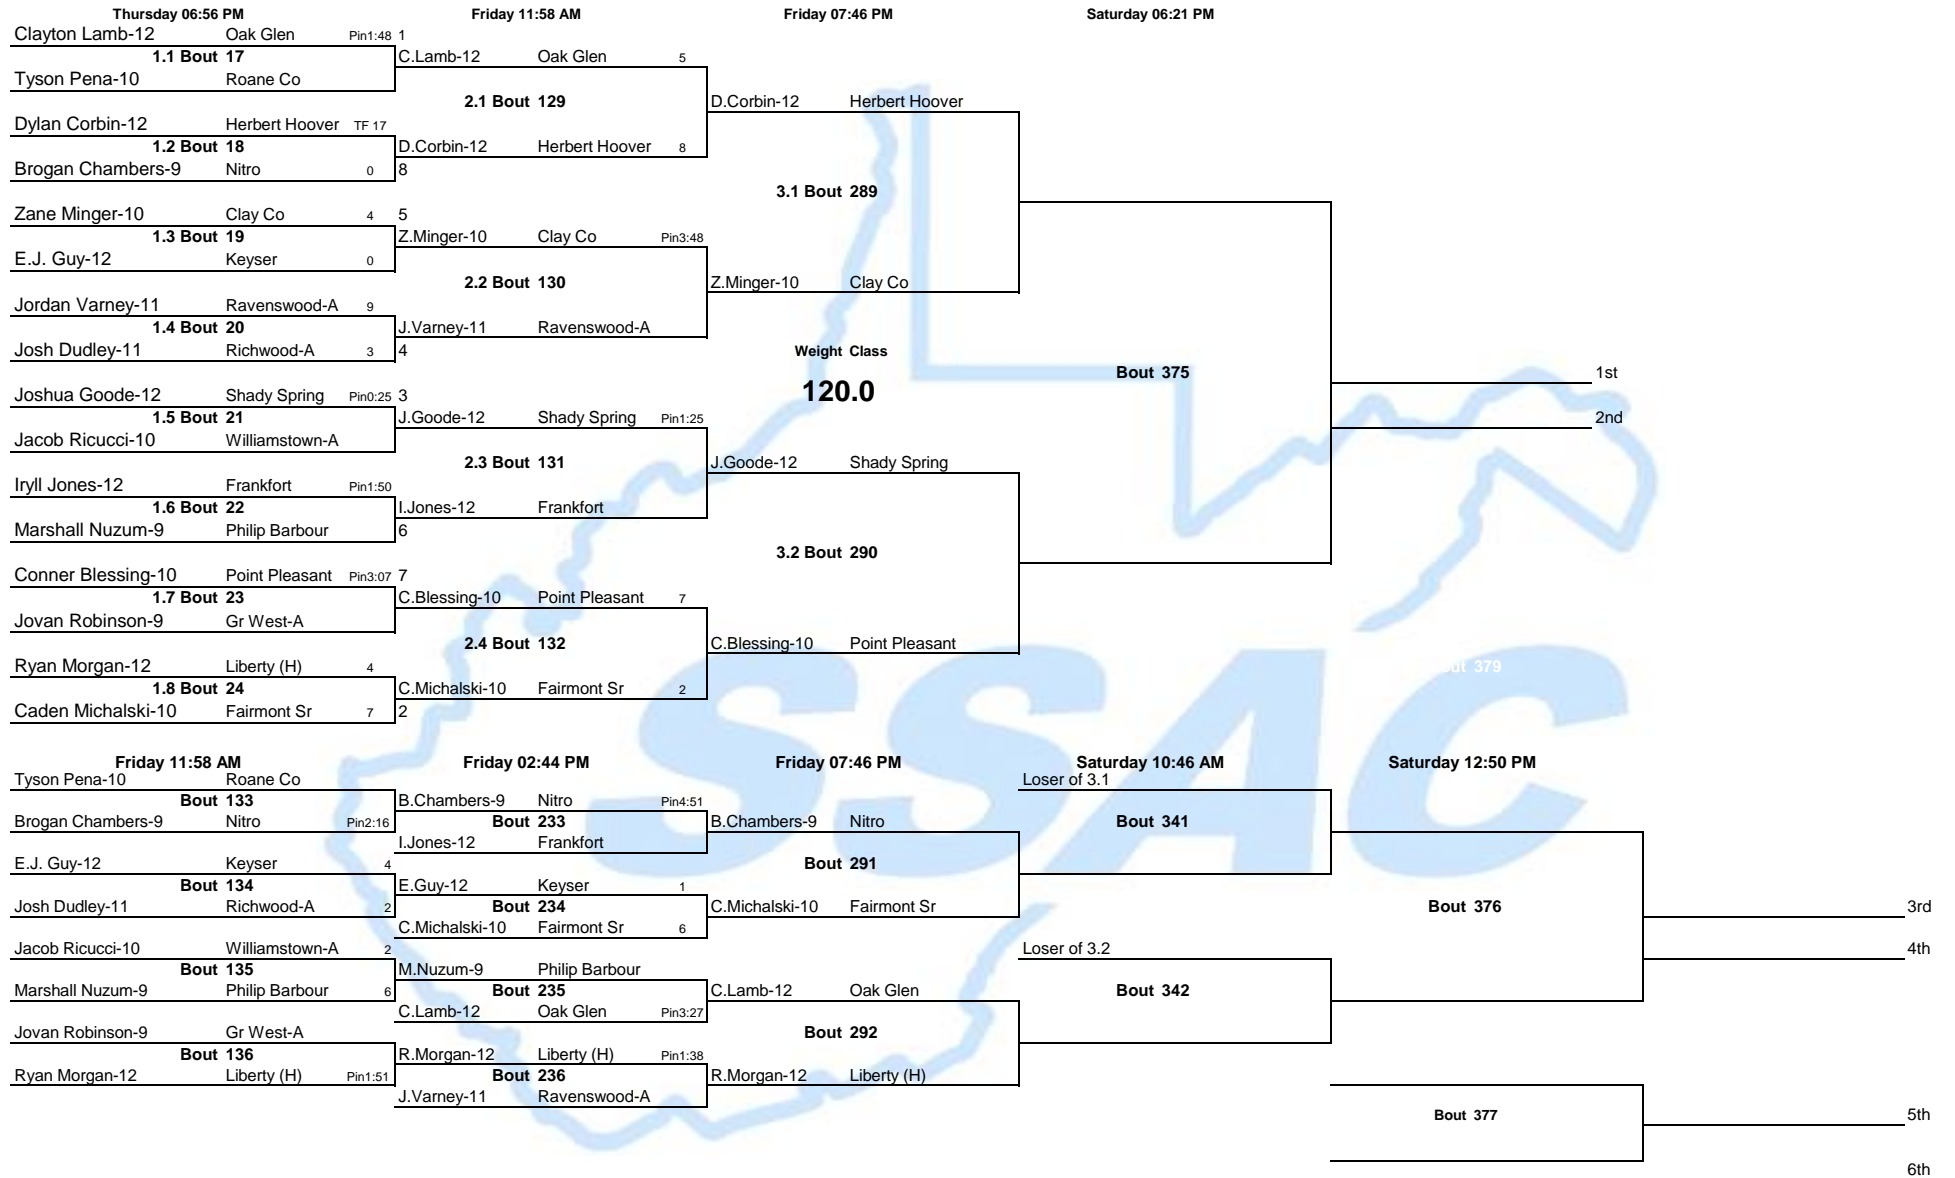 Thursday 06:56 PM Friday 11:58 AM Friday 07:46 PM Saturday 06:21 PM
Clayton Lamb-12 Oak Glen Pin1:48 1
1.1 Bout 17 C.Lamb-12 Oak Glen 5
Tyson Pena-10 Roane Co
2.1 Bout 129 D.Corbin-12 Herbert Hoover
Dylan Corbin-12 Herbert Hoover TF 17
1.2 Bout 18 D.Corbin-12 Herbert Hoover 8
Brogan Chambers-9 Nitro 0 8
3.1 Bout 289
Zane Minger-10 Clay Co 4 5
1.3 Bout 19 Z.Minger-10 Clay Co Pin3:48
E.J. Guy-12 Keyser 0
2.2 Bout 130 Z.Minger-10 Clay Co
Jordan Varney-11 Ravenswood-A 9
1.4 Bout 20 J.Varney-11 Ravenswood-A
Josh Dudley-11 Richwood-A 3 4 Weight Class
Bout 375 1st
Joshua Goode-12 Shady Spring Pin0:25 3 120.0
1.5 Bout 21 J.Goode-12 Shady Spring Pin1:25 2nd
Jacob Ricucci-10 Williamstown-A
2.3 Bout 131 J.Goode-12 Shady Spring
Iryll Jones-12 Frankfort Pin1:50
1.6 Bout 22 I.Jones-12 Frankfort
Marshall Nuzum-9 Philip Barbour 6
3.2 Bout 290
Conner Blessing-10 Point Pleasant Pin3:07 7
1.7 Bout 23 C.Blessing-10 Point Pleasant 7
Jovan Robinson-9 Gr West-A
2.4 Bout 132 C.Blessing-10 Point Pleasant
Ryan Morgan-12 Liberty (H) 4 379
1.8 Bout 24 C.Michalski-10 Fairmont Sr 2
Caden Michalski-10 Fairmont Sr 7 2
SSAC
Friday 11:58 AM Friday 02:44 PM Friday 07:46 PM Saturday 10:46 AM Saturday 12:50 PM
Tyson Pena-10 Roane Co Loser of 3.1
Bout 133 B.Chambers-9 Nitro Pin4:51
Brogan Chambers-9 Nitro Pin2:16 Bout 233 B.Chambers-9 Nitro Bout 341
I.Jones-12 Frankfort
E.J. Guy-12 Keyser 4 Bout 291
Bout 134 E.Guy-12 Keyser 1
Josh Dudley-11 Richwood-A 2 Bout 234 C.Michalski-10 Fairmont Sr Bout 376 3rd
C.Michalski-10 Fairmont Sr 6
Jacob Ricucci-10 Williamstown-A 2 Loser of 3.2 4th
Bout 135 M.Nuzum-9 Philip Barbour
Marshall Nuzum-9 Philip Barbour 6 Bout 235 C.Lamb-12 Oak Glen Bout 342
C.Lamb-12 Oak Glen Pin3:27
Jovan Robinson-9 Gr West-A Bout 292
Bout 136 R.Morgan-12 Liberty (H) Pin1:38
Ryan Morgan-12 Liberty (H) Pin1:51 Bout 236 R.Morgan-12 Liberty (H)
J.Varney-11 Ravenswood-A
Bout 377 5th
6th